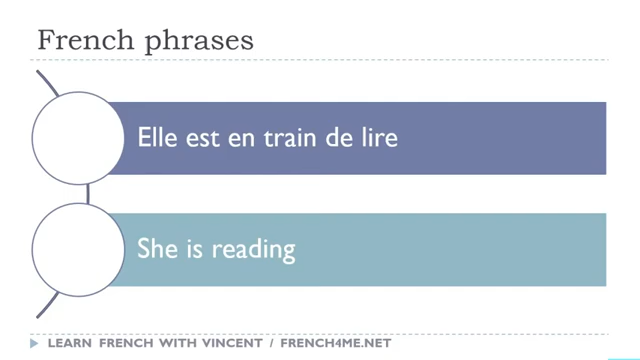 French phrases
Elle est en train de lire
She is reading
LEARN FRENCH WITH VINCENT / FRENCH4ME.NET